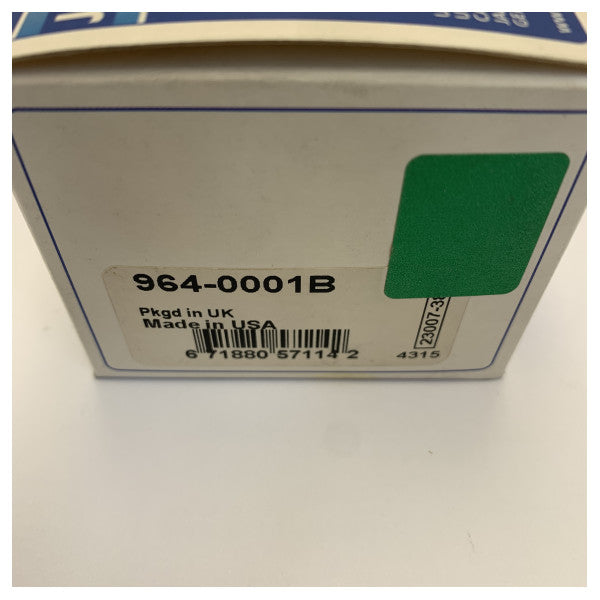 964-0001B
Pkgd in UK
Made in USA
6 71880 57114 2
4315
23007-3